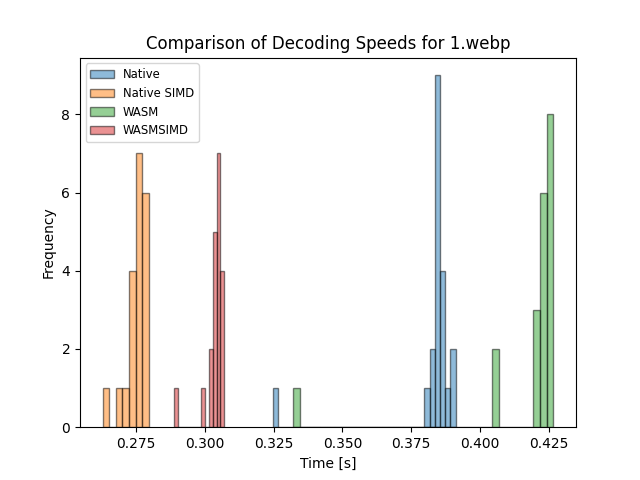 Comparison of Decoding Speeds for 1.webp
Native
Native SIMD
WASM
WASMSIMD
Frequency
8
6
4
2
0
0.275
0.300
0.325
0.350
0.375
0.400
0.425
Time [s]